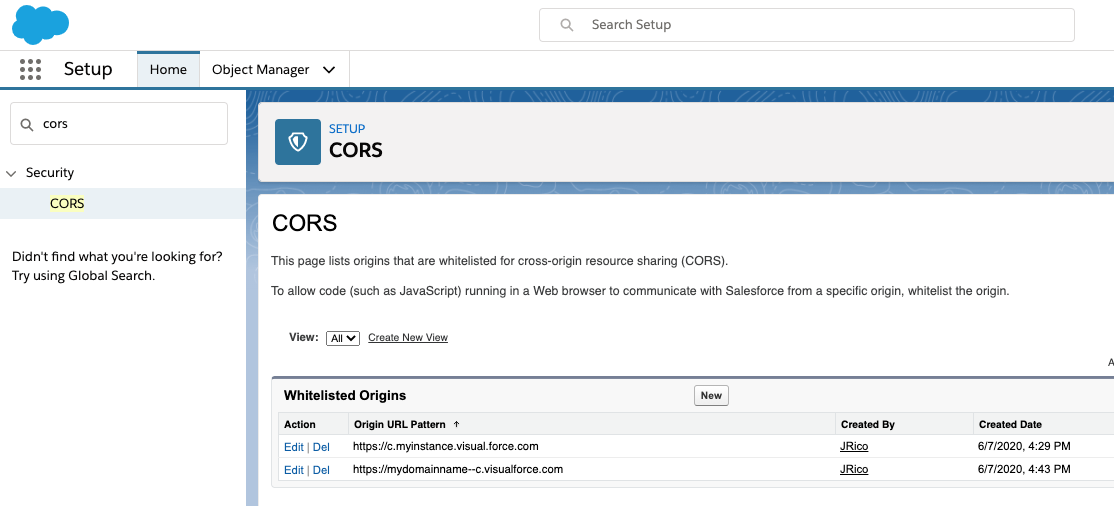 Search Setup
Setup
Home
Object Manager
cors
Security
CORS
Didn't find what you're looking for?
Try using Global Search.
SETUP
CORS
CORS
This page lists origins that are whitelisted for cross-origin resource sharing (CORS).
To allow code (such as JavaScript) running in a Web browser to communicate with Salesforce from a specific origin, whitelist the origin.
View: All Create New View
A
Whitelisted Origins New
Action Origin URL Pattern ↑ Created By Created Date
Edit | Del https://c.myinstance.visual.force.com JRico 6/7/2020, 4:29 PM
Edit | Del https://mydomainname--c.visualforce.com JRico 6/7/2020, 4:43 PM